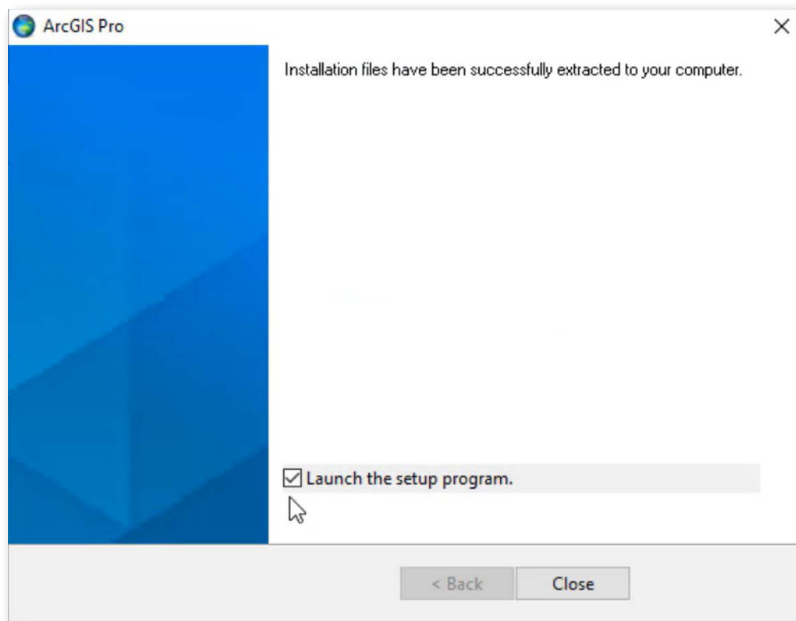 ArcGIS Pro
Installation files have been successfully extracted to your computer.
Launch the setup program.
< Back
Close